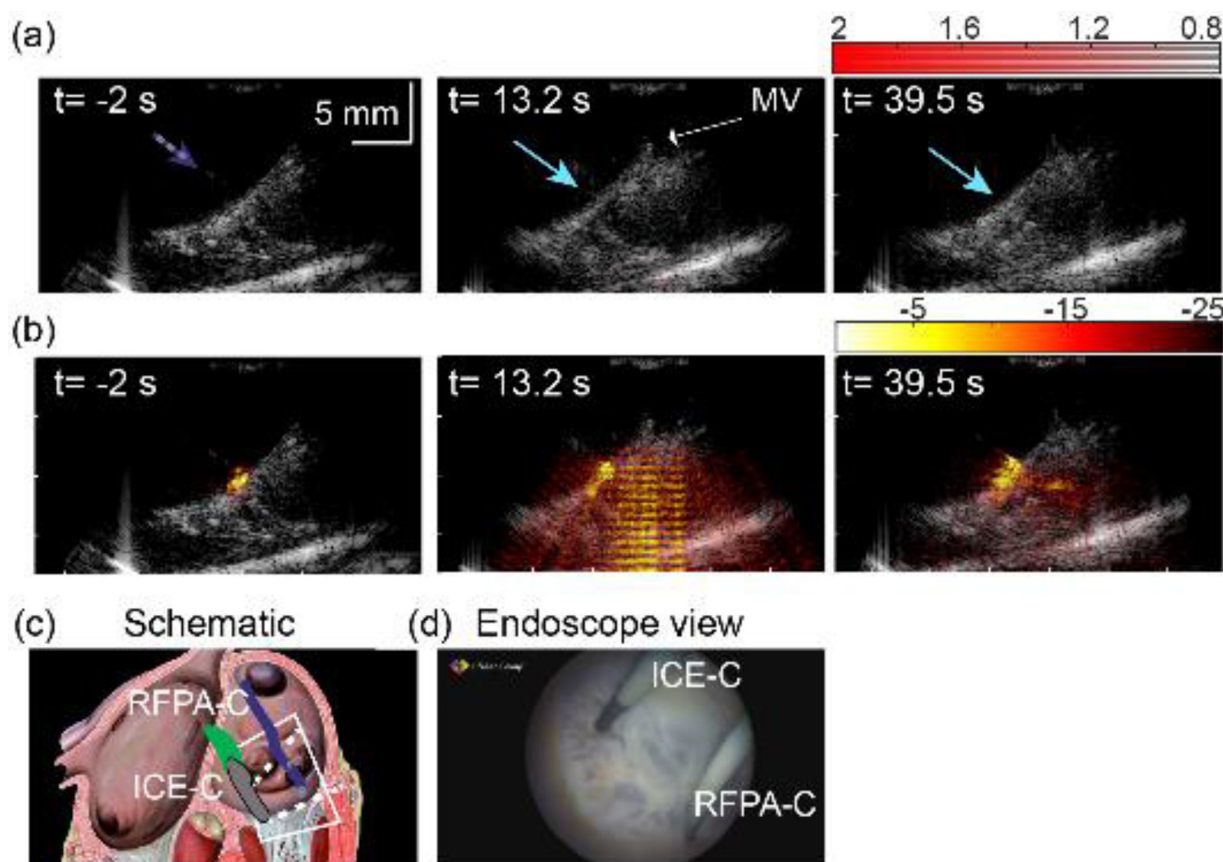 (a)
2 1.6 1.2 0.8
t= -2 s
5 mm
t= 13.2 s
MV
t= 39.5 s
(b)
-5 -15 -25
t= -2 s
t= 13.2 s
t= 39.5 s
(c) Schematic
(d) Endoscope view
RFPA-C
ICE-C
ICE-C
RFPA-C